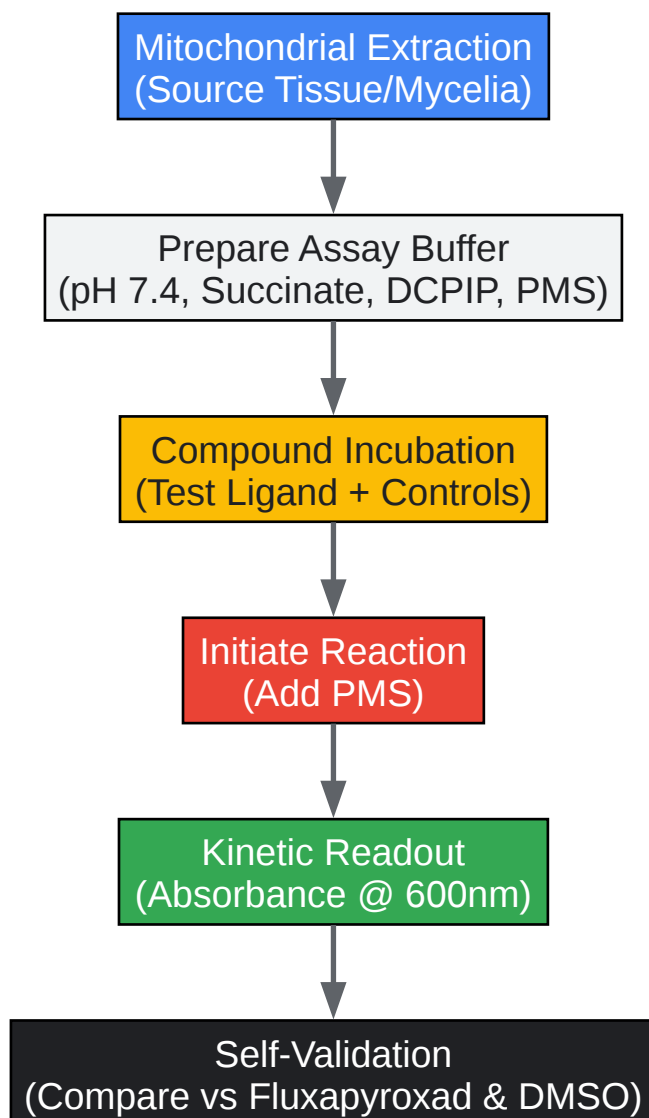 Mitochondrial Extraction
(Source Tissue/Mycelia)
Prepare Assay Buffer
(pH 7.4, Succinate, DCPIP, PMS)
Compound Incubation
(Test Ligand + Controls)
Initiate Reaction
(Add PMS)
Kinetic Readout
(Absorbance @ 600nm)
Self-Validation
(Compare vs Fluxapyroxad & DMSO)